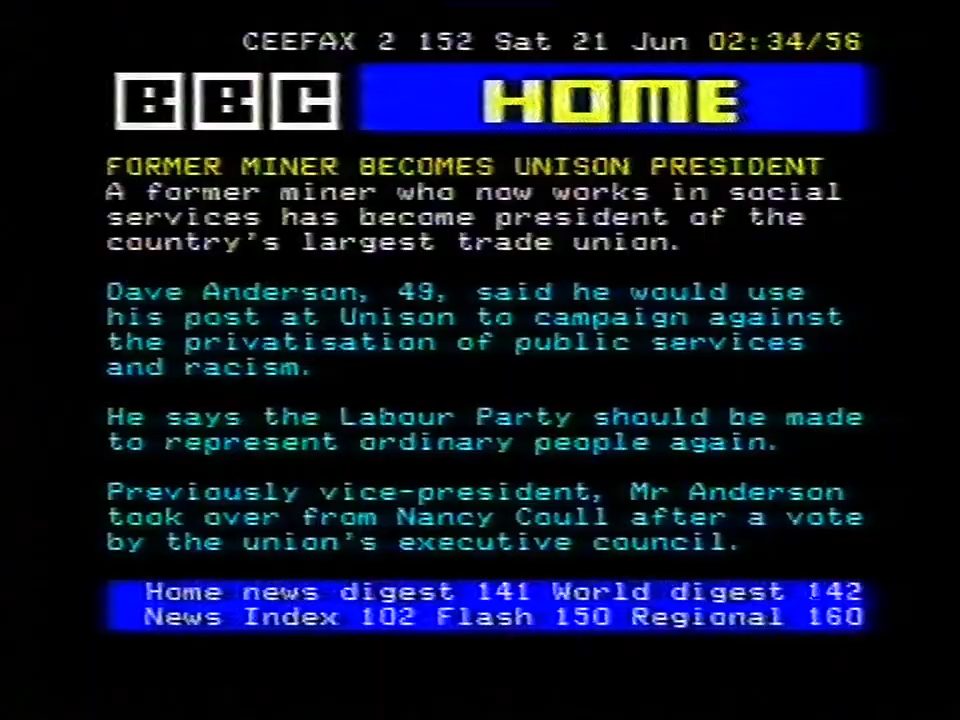 CEEFAX 2 152 Sat 21 Jun 02:34/56
BBC HOME
FORMER MINER BECOMES UNISON PRESIDENT
A former miner who now works in social
services has become president of the
country's largest trade union.
Dave Anderson, 49, said he would use
his post at Unison to campaign against
the privatisation of public services
and racism.
He says the Labour Party should be made
to represent ordinary people again.
Previously vice-president, Mr Anderson
took over from Nancy Coull after a vote
by the union's executive council.
Home news digest 141 World digest 142
News Index 102 Flash 150 Regional 160